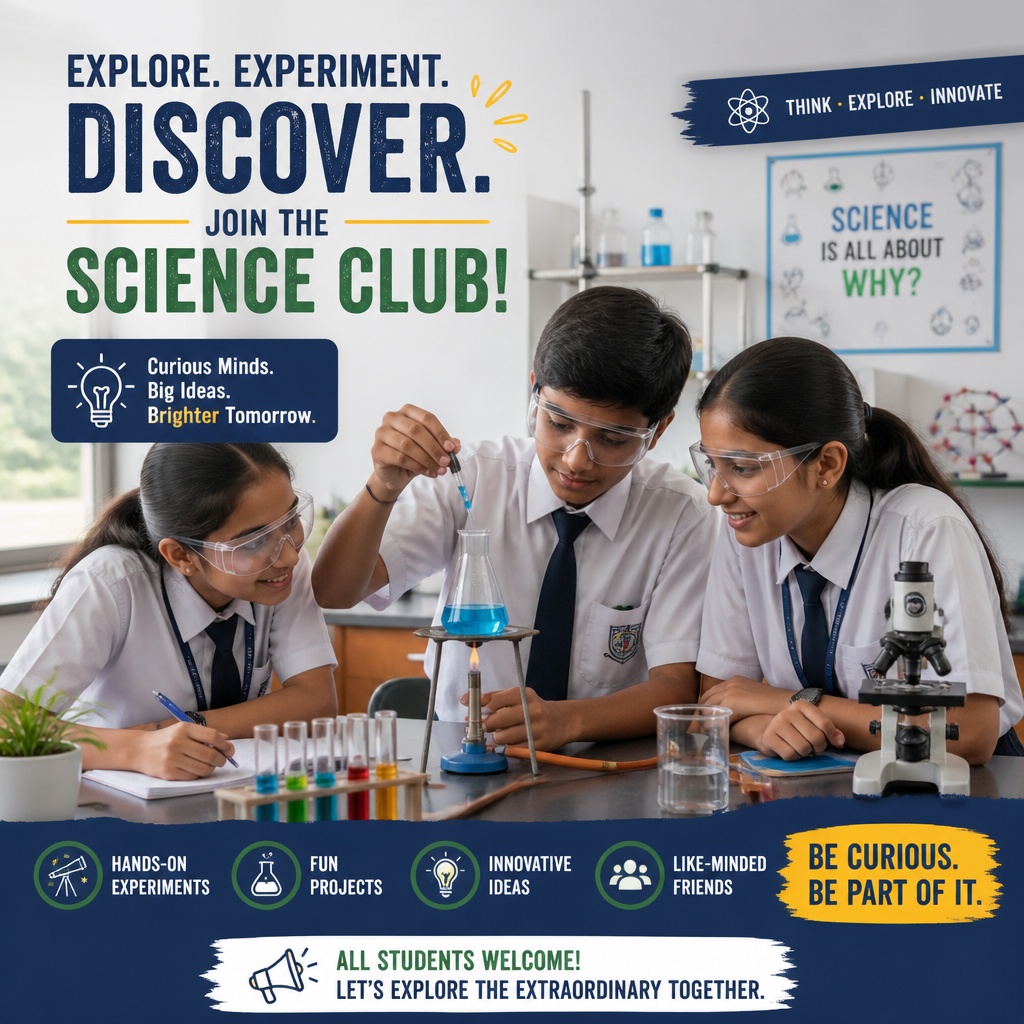 EXPLORE. EXPERIMENT.
DISCOVER.
JOIN THE
SCIENCE CLUB!
THINK · EXPLORE · INNOVATE
SCIENCE
IS ALL ABOUT
WHY?
Curious Minds.
Big Ideas.
Brighter Tomorrow.
HANDS-ON
EXPERIMENTS
FUN
PROJECTS
INNOVATIVE
IDEAS
LIKE-MINDED
FRIENDS
BE CURIOUS.
BE PART OF IT.
ALL STUDENTS WELCOME!
LET'S EXPLORE THE EXTRAORDINARY TOGETHER.